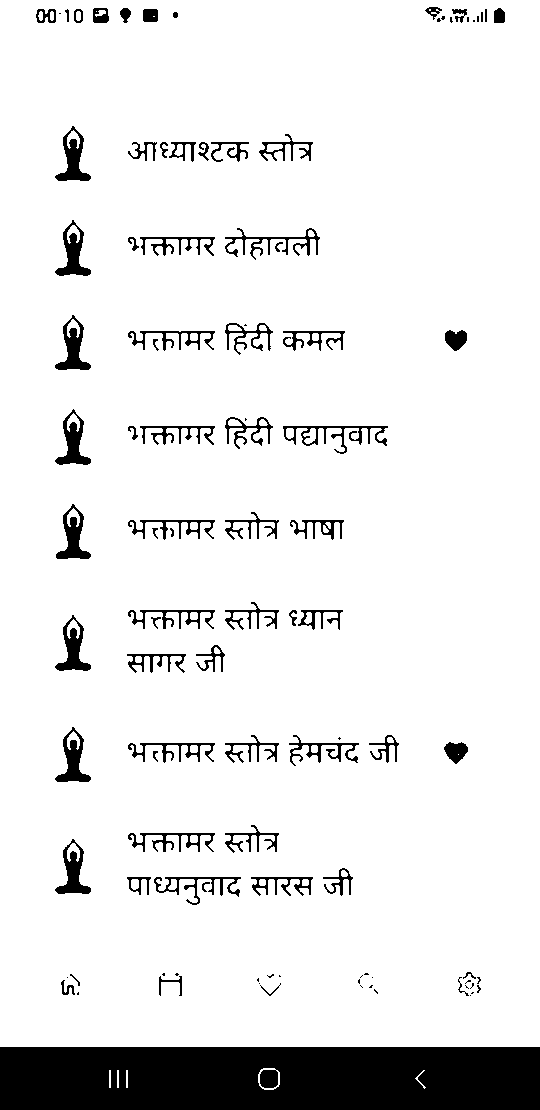 00:10
आध्याश्टक स्तोत्र
भक्तामर दोहावली
भक्तामर हिंदी कमल
भक्तामर हिंदी पद्यानुवाद
भक्तामर स्तोत्र भाषा
भक्तामर स्तोत्र ध्यान
सागर जी
भक्तामर स्तोत्र हेमचंद जी
भक्तामर स्तोत्र
पाध्यनुवाद सारस जी